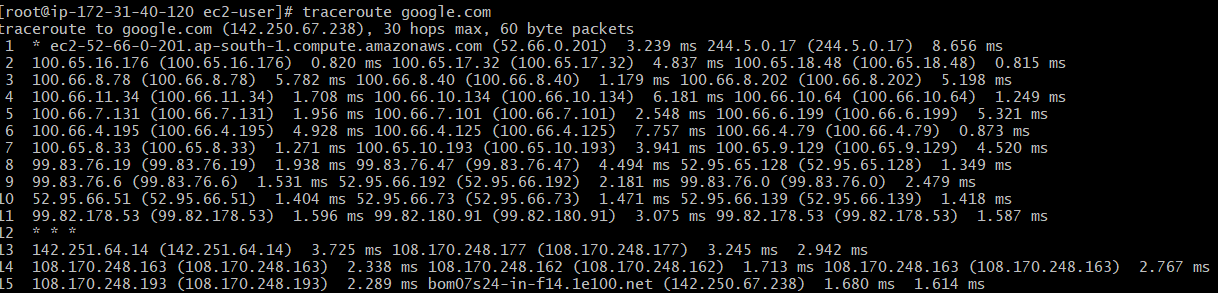 [root@ip-172-31-40-120 ec2-user]# traceroute google.com
traceroute to google.com (142.250.67.238), 30 hops max, 60 byte packets
 1  * ec2-52-66-0-201.ap-south-1.compute.amazonaws.com (52.66.0.201)  3.239 ms 244.5.0.17 (244.5.0.17)  8.656 ms
 2  100.65.16.176 (100.65.16.176)  0.820 ms 100.65.17.32 (100.65.17.32)  4.837 ms 100.65.18.48 (100.65.18.48)  0.815 ms
 3  100.66.8.78 (100.66.8.78)  5.782 ms 100.66.8.40 (100.66.8.40)  1.179 ms 100.66.8.202 (100.66.8.202)  5.198 ms
 4  100.66.11.34 (100.66.11.34)  1.708 ms 100.66.10.134 (100.66.10.134)  6.181 ms 100.66.10.64 (100.66.10.64)  1.249 ms
 5  100.66.7.131 (100.66.7.131)  1.956 ms 100.66.7.101 (100.66.7.101)  2.548 ms 100.66.6.199 (100.66.6.199)  5.321 ms
 6  100.66.4.195 (100.66.4.195)  4.928 ms 100.66.4.125 (100.66.4.125)  7.757 ms 100.66.4.79 (100.66.4.79)  0.873 ms
 7  100.65.8.33 (100.65.8.33)  1.271 ms 100.65.10.193 (100.65.10.193)  3.941 ms 100.65.9.129 (100.65.9.129)  4.520 ms
 8  99.83.76.19 (99.83.76.19)  1.938 ms 99.83.76.47 (99.83.76.47)  4.494 ms 52.95.65.128 (52.95.65.128)  1.349 ms
 9  99.83.76.6 (99.83.76.6)  1.531 ms 52.95.66.192 (52.95.66.192)  2.181 ms 99.83.76.0 (99.83.76.0)  2.479 ms
10  52.95.66.51 (52.95.66.51)  1.404 ms 52.95.66.73 (52.95.66.73)  1.471 ms 52.95.66.139 (52.95.66.139)  1.418 ms
11  99.82.178.53 (99.82.178.53)  1.596 ms 99.82.180.91 (99.82.180.91)  3.075 ms 99.82.178.53 (99.82.178.53)  1.587 ms
12  * * *
13  142.251.64.14 (142.251.64.14)  3.725 ms 108.170.248.177 (108.170.248.177)  3.245 ms  2.942 ms
14  108.170.248.163 (108.170.248.163)  2.338 ms 108.170.248.162 (108.170.248.162)  1.713 ms 108.170.248.163 (108.170.248.163)  2.767 ms
15  108.170.248.193 (108.170.248.193)  2.289 ms bom07s24-in-f14.1e100.net (142.250.67.238)  1.680 ms  1.614 ms